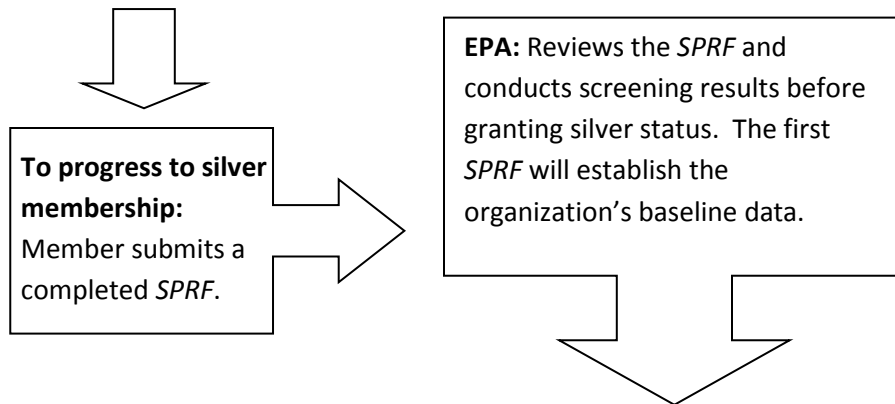 To progress to silver
membership:
Member submits a
completed SPRF.
EPA: Reviews the SPRF and
conducts screening results before
granting silver status. The first
SPRF will establish the
organization's baseline data.